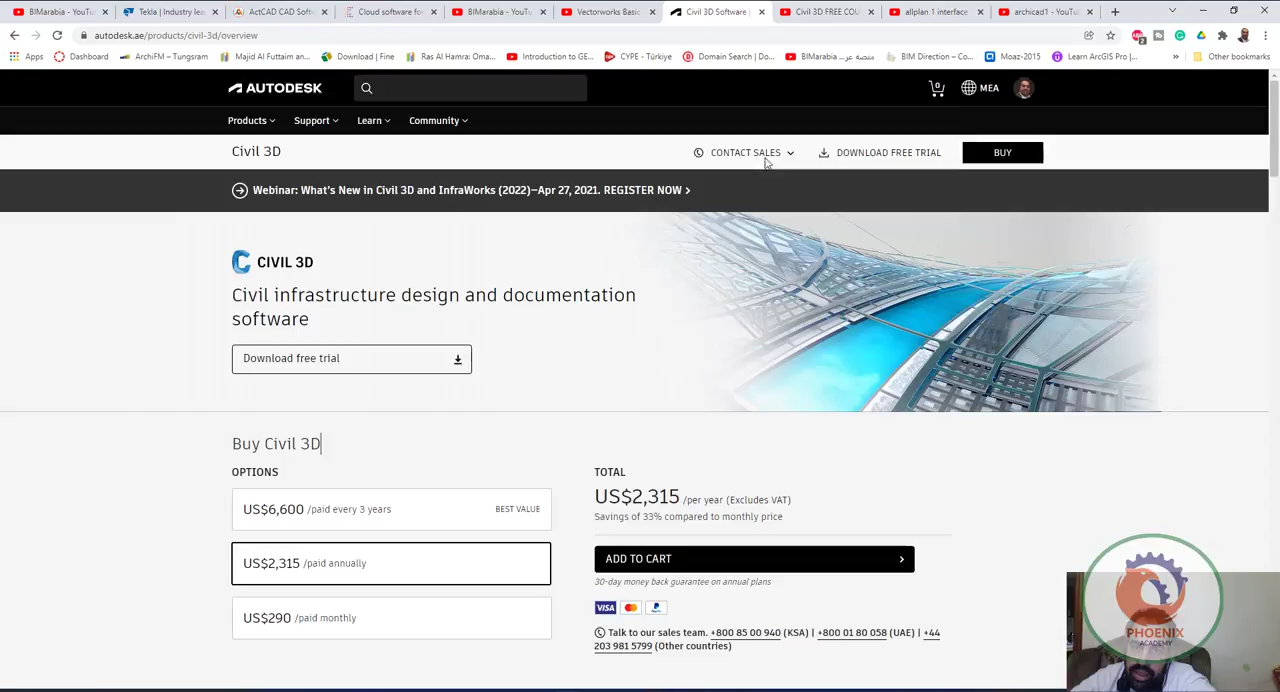 BIMarabia - YouTu
Tekla | Industry lea
ActCAD CAD Softw
Cloud software fo
BIMarabia - YouTu
Vectorworks Basic
Civil 3D Software |
Civil 3D FREE COU
allplan 1 interface
archicad1 - YouTu
autodesk.ae/products/civil-3d/overview
Apps
Dashboard
ArchiFM – Tungsram
Majid Al Futtaim an...
Download | Fine
Ras Al Hamra: Oma...
Introduction to GE...
CYPE - Türkiye
Domain Search | Do...
BIMarabia منصه عر...
BIM Direction – Co...
Moaz-2015
Learn ArcGIS Pro |...
»
Other bookmarks
AUTODESK
0
MEA
Products
Support
Learn
Community
Civil 3D
CONTACT SALES
DOWNLOAD FREE TRIAL
BUY
Webinar: What's New in Civil 3D and InfraWorks (2022)—Apr 27, 2021. REGISTER NOW >
CIVIL 3D
Civil infrastructure design and documentation
software
Download free trial
Buy Civil 3D
OPTIONS
US$6,600 /paid every 3 years
BEST VALUE
US$2,315 /paid annually
US$290 /paid monthly
TOTAL
US$2,315 /per year (Excludes VAT)
Savings of 33% compared to monthly price
ADD TO CART
30-day money back guarantee on annual plans
VISA
Talk to our sales team. +800 85 00 940 (KSA) | +800 01 80 058 (UAE) | +44
203 981 5799 (Other countries)
PHOENIX
ACADEMY